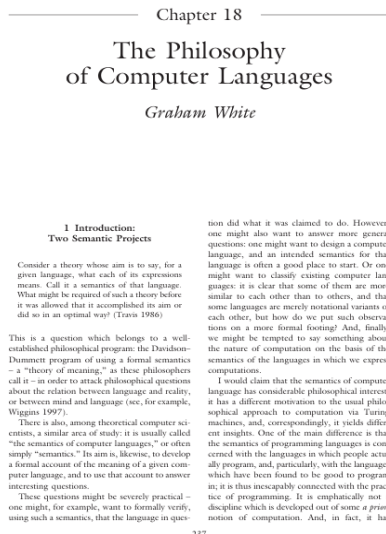 Chapter 18
The Philosophy
of Computer Languages
Graham White
1 Introduction:
Two Semantic Projects
Consider a theory whose aim is to say, for a
given language, what each of its expressions
means. Call it a semantics of that language.
What might be required of such a theory before
it was allowed that it accomplished its aim or
did so in an optimal way? (Travis 1986)
This is a question which belongs to a well-
established philosophical program: the Davidson–
Dummett program of using a formal semantics
– a “theory of meaning,” as these philosophers
call it – in order to attack philosophical questions
about the relation between language and reality,
or between mind and language (see, for example,
Wiggins 1997).
There is also, among theoretical computer sci-
entists, a similar area of study: it is usually called
“the semantics of computer languages,” or often
simply “semantics.” Its aim is, likewise, to develop
a formal account of the meaning of a given com-
puter language, and to use that account to answer
interesting questions.
These questions might be severely practical –
one might, for example, want to formally verify,
using such a semantics, that the language in ques-
tion did what it was claimed to do. However
one might also want to answer more genera
questions: one might want to design a compute
language, and an intended semantics for tha
language is often a good place to start. Or one
might want to classify existing computer lan
guages: it is clear that some of them are mor
similar to each other than to others, and tha
some languages are merely notational variants o
each other, but how do we put such observa
tions on a more formal footing? And, finally
we might be tempted to say something abou
the nature of computation on the basis of th
semantics of the languages in which we expres
computations.
I would claim that the semantics of compute
language has considerable philosophical interest
it has a different motivation to the usual philo
sophical approach to computation via Turin
machines, and, correspondingly, it yields differ
ent insights. One of the main difference is tha
the semantics of programming languages is con
cerned with the languages in which people actu
ally program, and, in particular, with the language
which have been found to be good to program
in; it is thus inescapably connected with the prac
tice of programming. It is emphatically not
discipline which is developed out of some a prior
notion of computation. And, in fact, it ha
237